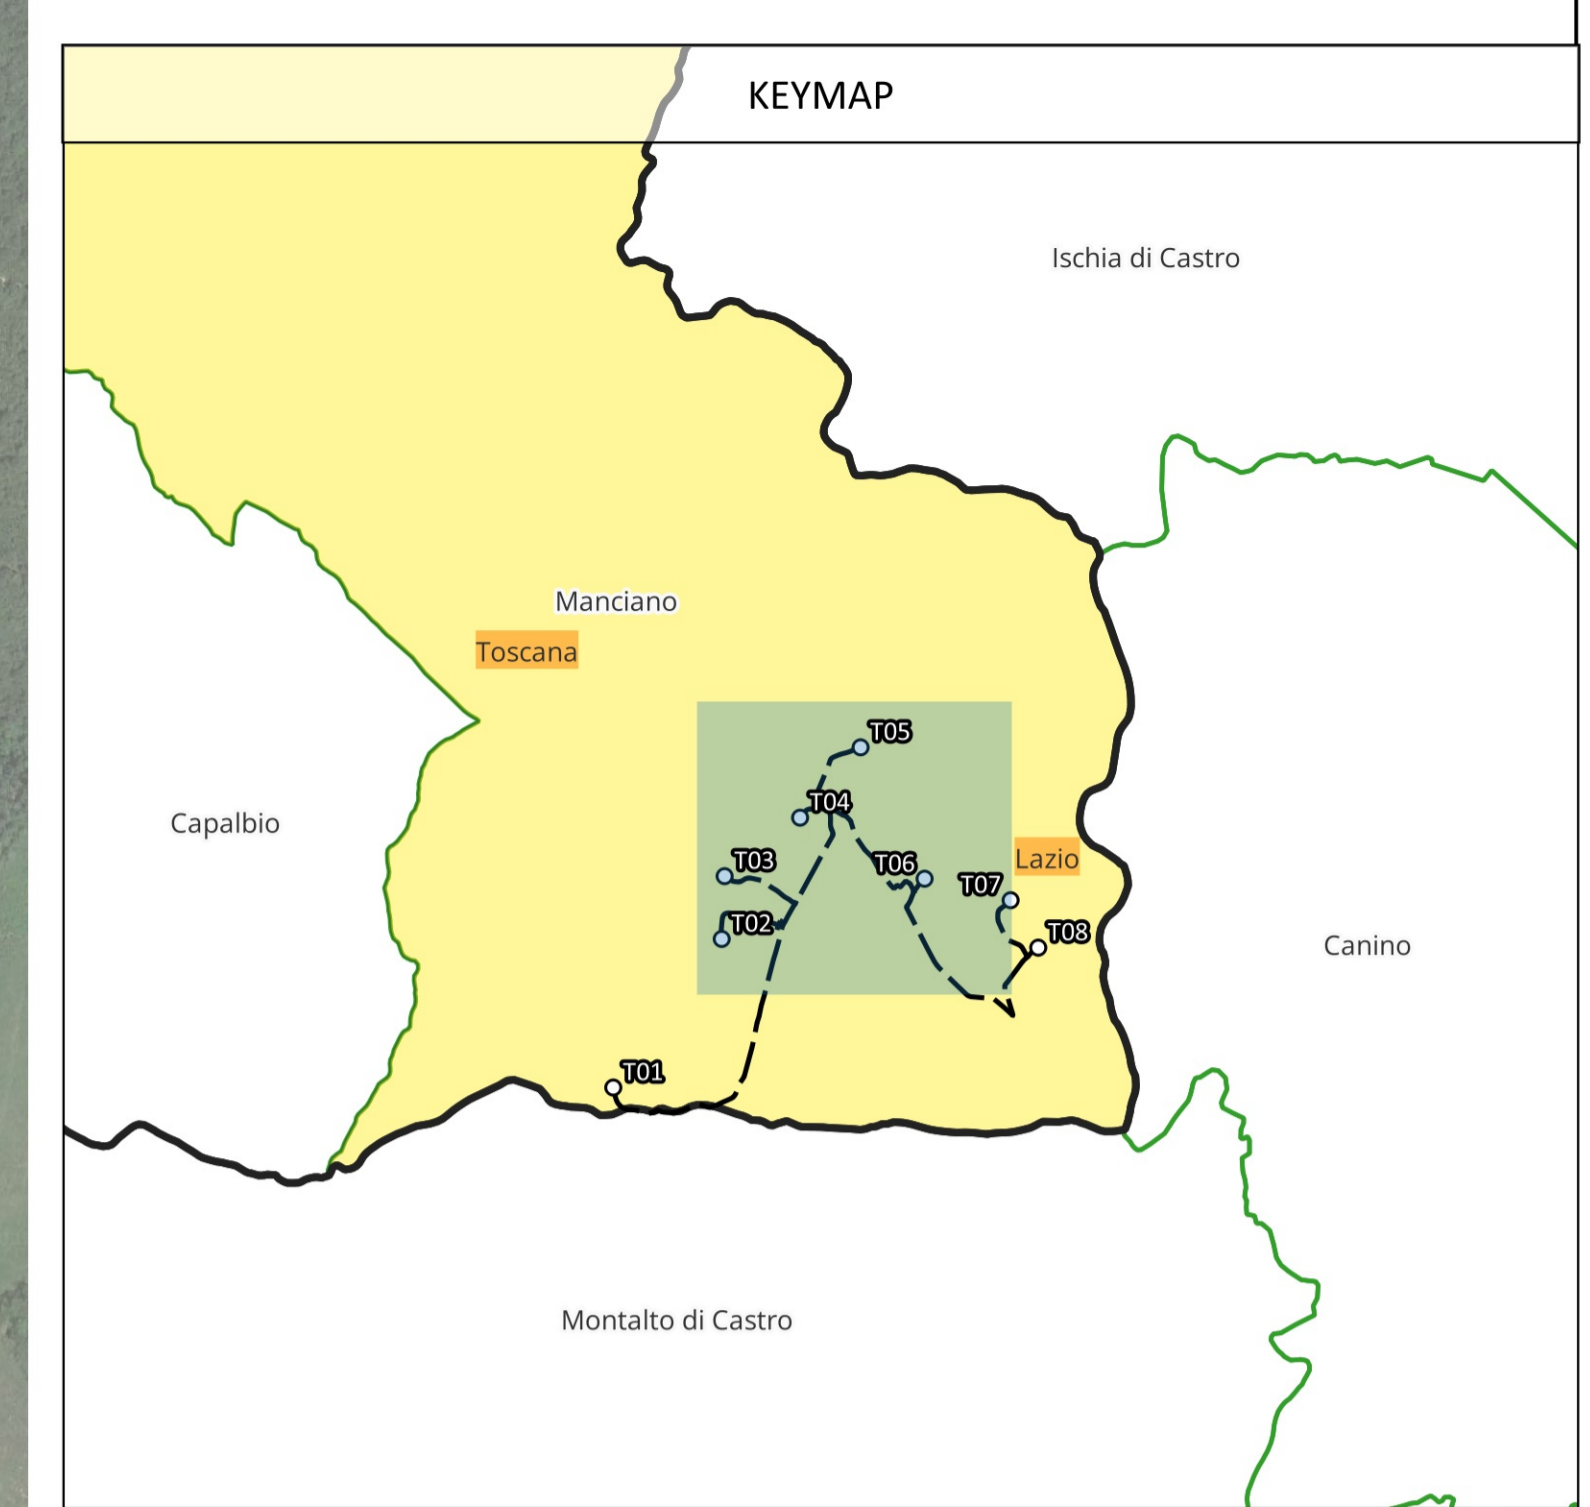 KEYMAP
Ischia di Castro
Manciano
Toscana
T05
T04
Capalbio
T03
T06
Lazio
T07
T02
T08
Canino
T01
Montalto di Castro